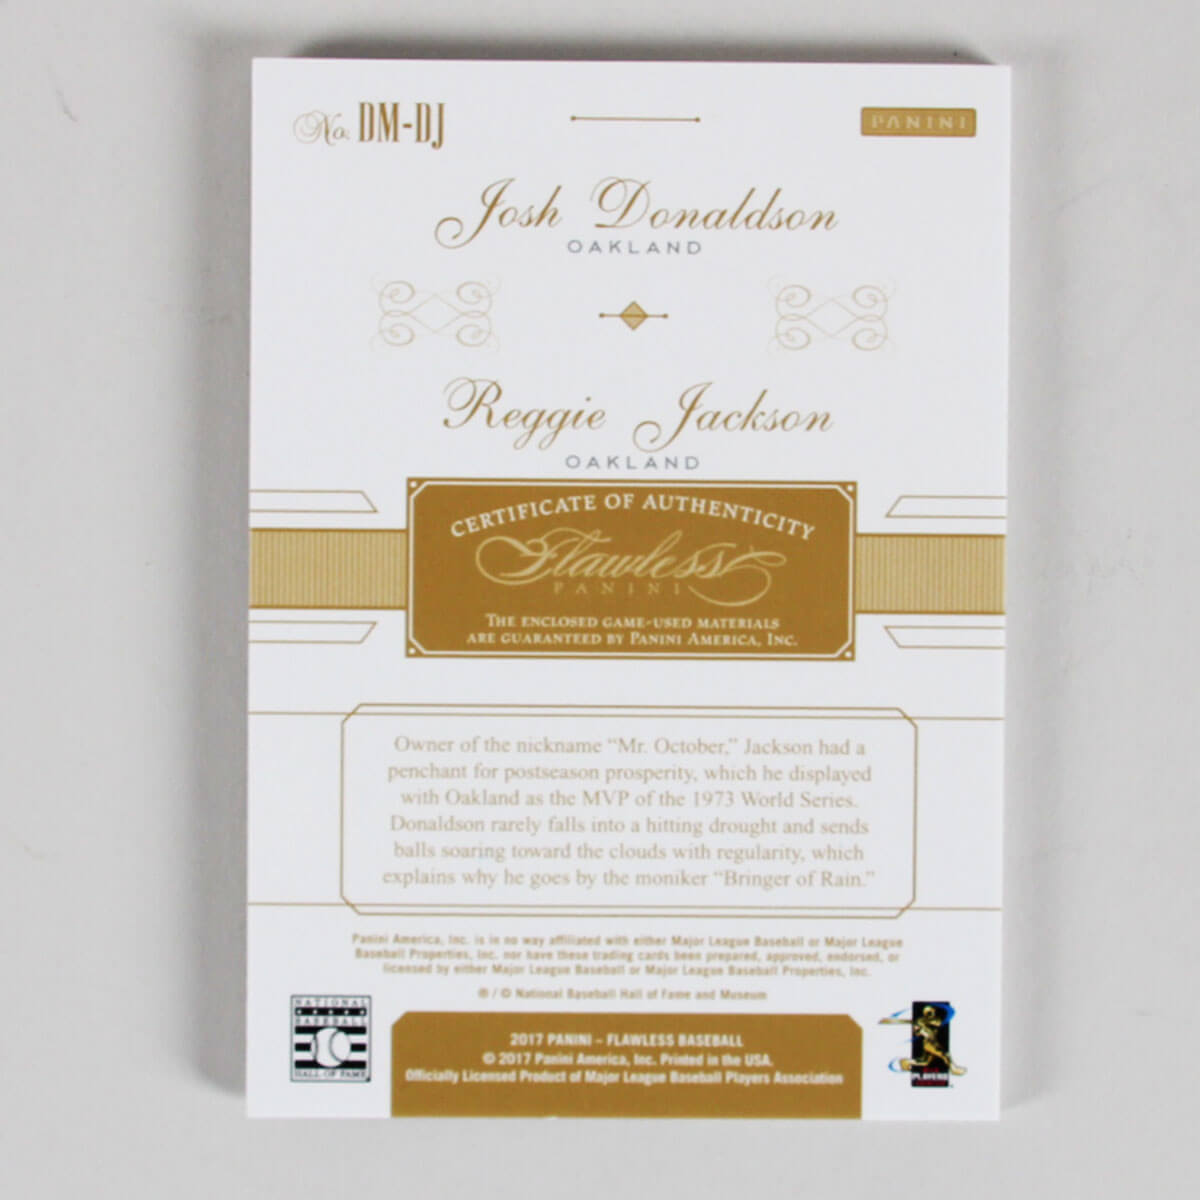 No. DM-DJ
PANINI
Josh Donaldson
OAKLAND
Reggie Jackson
OAKLAND
CERTIFICATE OF AUTHENTICITY
Flawless
PANINI
THE ENCLOSED GAME-USED MATERIALS
ARE GUARANTEED BY PANINI AMERICA, INC.
Owner of the nickname “Mr. October,” Jackson had a
penchant for postseason prosperity, which he displayed
with Oakland as the MVP of the 1973 World Series.
Donaldson rarely falls into a hitting drought and sends
balls soaring toward the clouds with regularity, which
explains why he goes by the moniker “Bringer of Rain.”
Panini America, Inc. is in no way affiliated with either Major League Baseball or Major League
Baseball Properties, Inc. nor have these trading cards been prepared, approved, endorsed, or
licensed by either Major League Baseball or Major League Baseball Properties, Inc.
® / © National Baseball Hall of Fame and Museum
NATIONAL
BASEBALL
HALL OF FAME
2017 PANINI – FLAWLESS BASEBALL
© 2017 Panini America, Inc. Printed in the USA.
Officially Licensed Product of Major League Baseball Players Association
PLAYERS